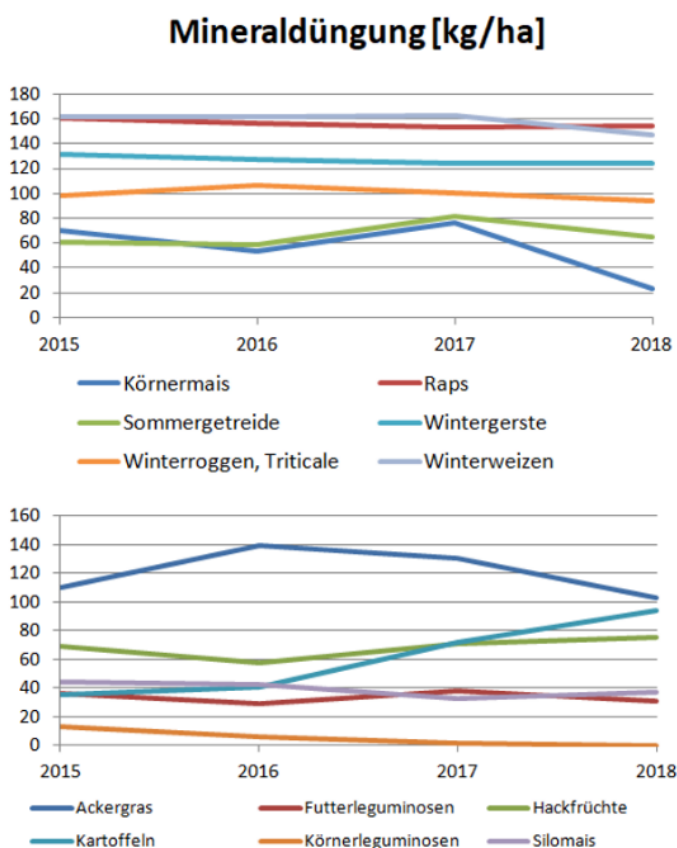 Mineraldüngung [kg/ha]
180
160
140
120
100
80
60
40
20
0
2015 2016 2017 2018
Körnermais Raps
Sommergetreide Wintergerste
Winterroggen, Triticale Winterweizen
160
140
120
100
80
60
40
20
0
2015 2016 2017 2018
Ackergras Futterleguminosen Hackfrüchte
Kartoffeln Körnerleguminosen Silomais